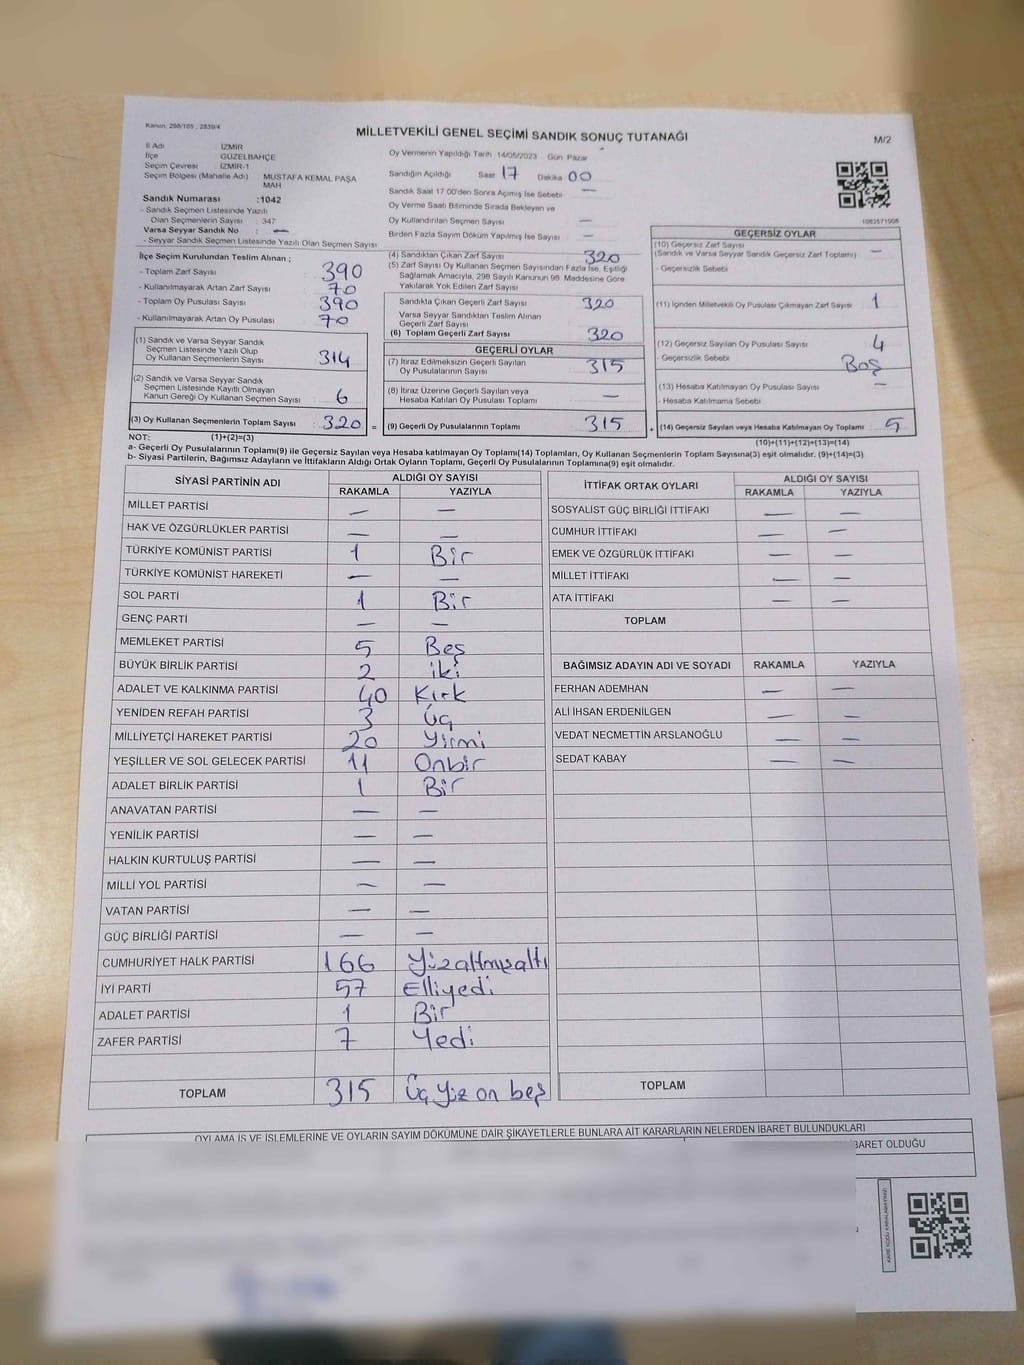 Kanun: 298/105 , 2839/4
MİLLETVEKİLİ GENEL SEÇİMİ SANDIK SONUÇ TUTANAĞI
M/2
İl Adı : İZMİR
İlçe : GÜZELBAHÇE
Seçim Çevresi : İZMİR-1
Seçim Bölgesi (Mahalle Adı) : MUSTAFA KEMAL PAŞA MAH
Sandık Numarası :1042
- Sandık Seçmen Listesinde Yazılı
Olan Seçmenlerin Sayısı : 347
Varsa Seyyar Sandık No : —
- Seyyar Sandık Seçmen Listesinde Yazılı Olan Seçmen Sayısı
Oy Vermenin Yapıldığı Tarih 14/05/2023 Gün Pazar
Sandığın Açıldığı Saat 17 Dakika 00
Sandık Saat 17.00'den Sonra Açılmış İse Sebebi —
Oy Verme Saati Bitiminde Sırada Bekleyen ve
Oy Kullandırılan Seçmen Sayısı —
Birden Fazla Sayım Döküm Yapılmış İse Sayısı —
İlçe Seçim Kurulundan Teslim Alınan ;
- Toplam Zarf Sayısı : 390
- Kullanılmayarak Artan Zarf Sayısı : 70
- Toplam Oy Pusulası Sayısı : 390
- Kullanılmayarak Artan Oy Pusulası : 70
(1) Sandık ve Varsa Seyyar Sandık
Seçmen Listesinde Yazılı Olup
Oy Kullanan Seçmenlerin Sayısı : 314
(2) Sandık ve Varsa Seyyar Sandık
Seçmen Listesinde Kayıtlı Olmayan
Kanun Gereği Oy Kullanan Seçmen Sayısı : 6
(3) Oy Kullanan Seçmenlerin Toplam Sayısı : 320 =
(4) Sandıktan Çıkan Zarf Sayısı 320
(5) Zarf Sayısı Oy Kullanan Seçmen Sayısından Fazla İse, Eşitliği
Sağlamak Amacıyla, 298 Sayılı Kanunun 98. Maddesine Göre
Yakılarak Yok Edilen Zarf Sayısı
Sandıkta Çıkan Geçerli Zarf Sayısı 320
Varsa Seyyar Sandıktan Teslim Alınan
Geçerli Zarf Sayısı
(6) Toplam Geçerli Zarf Sayısı 320
GEÇERLİ OYLAR
(7) İtiraz Edilmeksizin Geçerli Sayılan
Oy Pusulasının Sayısı 315
(8) İtiraz Üzerine Geçerli Sayılan veya
Hesaba Katılan Oy Pusulası Toplamı —
(9) Geçerli Oy Pusulalarının Toplamı 315 +
1062671005
GEÇERSİZ OYLAR
(10) Geçersiz Zarf Sayısı
(Sandık ve Varsa Seyyar Sandık Geçersiz Zarf Toplamı) : —
- Geçersizlik Sebebi :
(11) İçinden Milletvekili Oy Pusulası Çıkmayan Zarf Sayısı : 1
(12) Geçersiz Sayılan Oy Pusulası Sayısı : 4
- Geçersizlik Sebebi : Boş
(13) Hesaba Katılmayan Oy Pusulası Sayısı : —
- Hesaba Katılmama Sebebi :
(14) Geçersiz Sayılan veya Hesaba Katılmayan Oy Toplamı : 5
NOT: (1)+(2)=(3)
(10)+(11)+(12)+(13)=(14)
a- Geçerli Oy Pusulalarının Toplamı(9) ile Geçersiz Sayılan veya Hesaba katılmayan Oy Toplamı(14) Toplamları, Oy Kullanan Seçmenlerin Toplam Sayısına(3) eşit olmalıdır. (9)+(14)=(3)
b- Siyasi Partilerin, Bağımsız Adayların ve İttifakların Aldığı Ortak Oyların Toplamı, Geçerli Oy Pusulalarının Toplamına(9) eşit olmalıdır.
SİYASİ PARTİNİN ADI ALDIĞI OY SAYISI
RAKAMLA YAZIYLA
MİLLET PARTİSİ — —
HAK VE ÖZGÜRLÜKLER PARTİSİ — —
TÜRKİYE KOMÜNİST PARTİSİ 1 Bir
TÜRKİYE KOMÜNİST HAREKETİ — —
SOL PARTİ 1 Bir
GENÇ PARTİ — —
MEMLEKET PARTİSİ 5 Beş
BÜYÜK BİRLİK PARTİSİ 2 iki
ADALET VE KALKINMA PARTİSİ 40 Kırk
YENİDEN REFAH PARTİSİ 3 Üç
MİLLİYETÇİ HAREKET PARTİSİ 20 Yirmi
YEŞİLLER VE SOL GELECEK PARTİSİ 11 Onbir
ADALET BİRLİK PARTİSİ 1 Bir
ANAVATAN PARTİSİ — —
YENİLİK PARTİSİ — —
HALKIN KURTULUŞ PARTİSİ — —
MİLLİ YOL PARTİSİ — —
VATAN PARTİSİ — —
GÜÇ BİRLİĞİ PARTİSİ — —
CUMHURİYET HALK PARTİSİ 166 Yüzaltmışaltı
İYİ PARTİ 57 Elliyedi
ADALET PARTİSİ 1 Bir
ZAFER PARTİSİ 7 Yedi
TOPLAM 315 Üç Yüz on beş
İTTİFAK ORTAK OYLARI ALDIĞI OY SAYISI
RAKAMLA YAZIYLA
SOSYALİST GÜÇ BİRLİĞİ İTTİFAKI — —
CUMHUR İTTİFAKI — —
EMEK VE ÖZGÜRLÜK İTTİFAKI — —
MİLLET İTTİFAKI — —
ATA İTTİFAKI — —
TOPLAM
BAĞIMSIZ ADAYIN ADI VE SOYADI RAKAMLA YAZIYLA
FERHAN ADEMHAN — —
ALİ İHSAN ERDENİLGEN — —
VEDAT NECMETTİN ARSLANOĞLU — —
SEDAT KABAY — —
TOPLAM
OYLAMA İŞ VE İŞLEMLERİNE VE OYLARIN SAYIM DÖKÜMÜNE DAİR ŞİKAYETLERLE BUNLARA AİT KARARLARIN NELERDEN İBARET BULUNDUKLARI
BARET OLDUĞU
KARE KODU KARALAMAYINIZ!